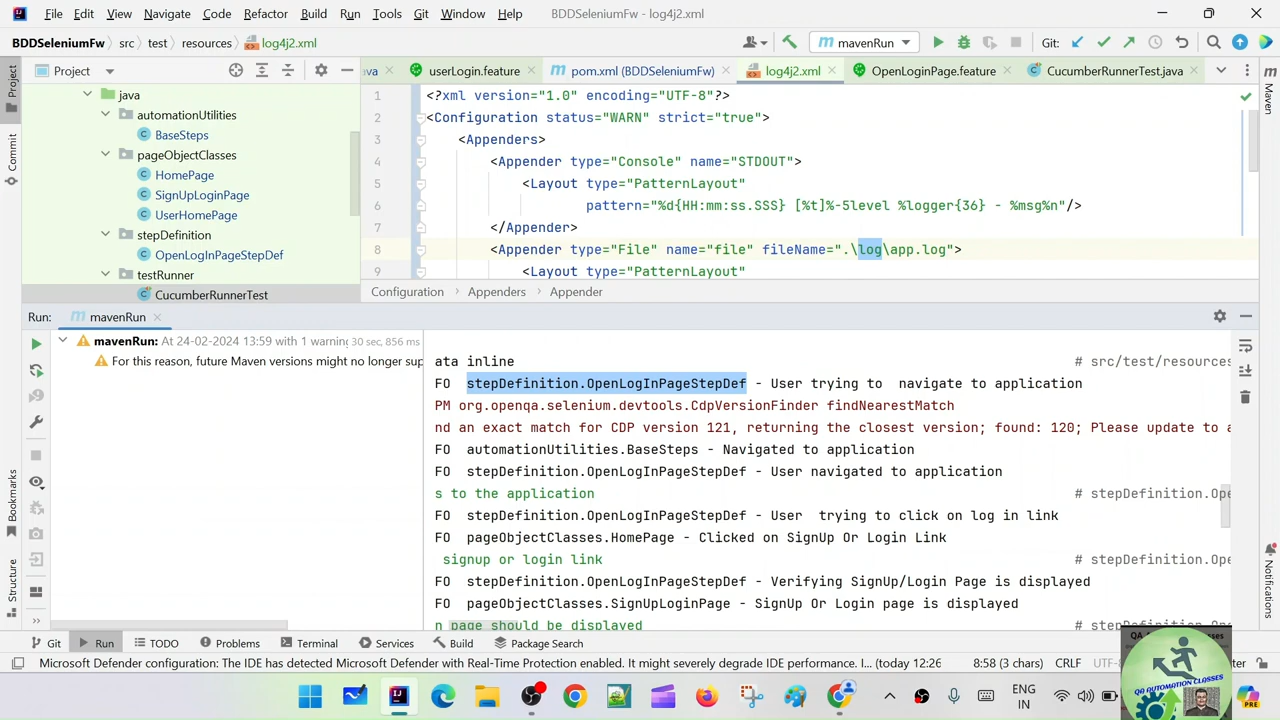 File Edit View Navigate Code Refactor Build Run Tools Git Window Help BDDSeleniumFw - log4j2.xml
BDDSeleniumFw src test resources log4j2.xml mavenRun Git:
Project ava userLogin.feature pom.xml (BDDSeleniumFw) log4j2.xml OpenLoginPage.feature CucumberRunnerTest.java
Project
Commit
Bookmarks
Structure
Maven
Notifications
java
automationUtilities
BaseSteps
pageObjectClasses
HomePage
SignUpLoginPage
UserHomePage
stepDefinition
OpenLogInPageStepDef
testRunner
CucumberRunnerTest
1 <?xml version="1.0" encoding="UTF-8"?>
2 <Configuration status="WARN" strict="true">
3 <Appenders>
4 <Appender type="Console" name="STDOUT">
5 <Layout type="PatternLayout"
6 pattern="%d{HH:mm:ss.SSS} [%t]%-5level %logger{36} - %msg%n"/>
7 </Appender>
8 <Appender type="File" name="file" fileName=".\log\app.log">
9 <Layout type="PatternLayout"
Configuration Appenders Appender
Run: mavenRun
mavenRun: At 24-02-2024 13:59 with 1 warning 30 sec, 856 ms
For this reason, future Maven versions might no longer sup
ata inline # src/test/resources
FO stepDefinition.OpenLogInPageStepDef - User trying to navigate to application
PM org.openqa.selenium.devtools.CdpVersionFinder findNearestMatch
nd an exact match for CDP version 121, returning the closest version; found: 120; Please update to a
FO automationUtilities.BaseSteps - Navigated to application
FO stepDefinition.OpenLogInPageStepDef - User navigated to application
s to the application # stepDefinition.Ope
FO stepDefinition.OpenLogInPageStepDef - User trying to click on log in link
FO pageObjectClasses.HomePage - Clicked on SignUp Or Login Link
signup or login link # stepDefinition.Ope
FO stepDefinition.OpenLogInPageStepDef - Verifying SignUp/Login Page is displayed
FO pageObjectClasses.SignUpLoginPage - SignUp Or Login page is displayed
n page should be displayed # stepDefinition.Ope
Git Run TODO Problems Terminal Services Build Package Search
Microsoft Defender configuration: The IDE has detected Microsoft Defender with Real-Time Protection enabled. It might severely degrade IDE performance. I... (today 12:26 8:58 (3 chars) CRLF UTF-8
ENG
IN
PRE
QA AUTOMATION CLASSES